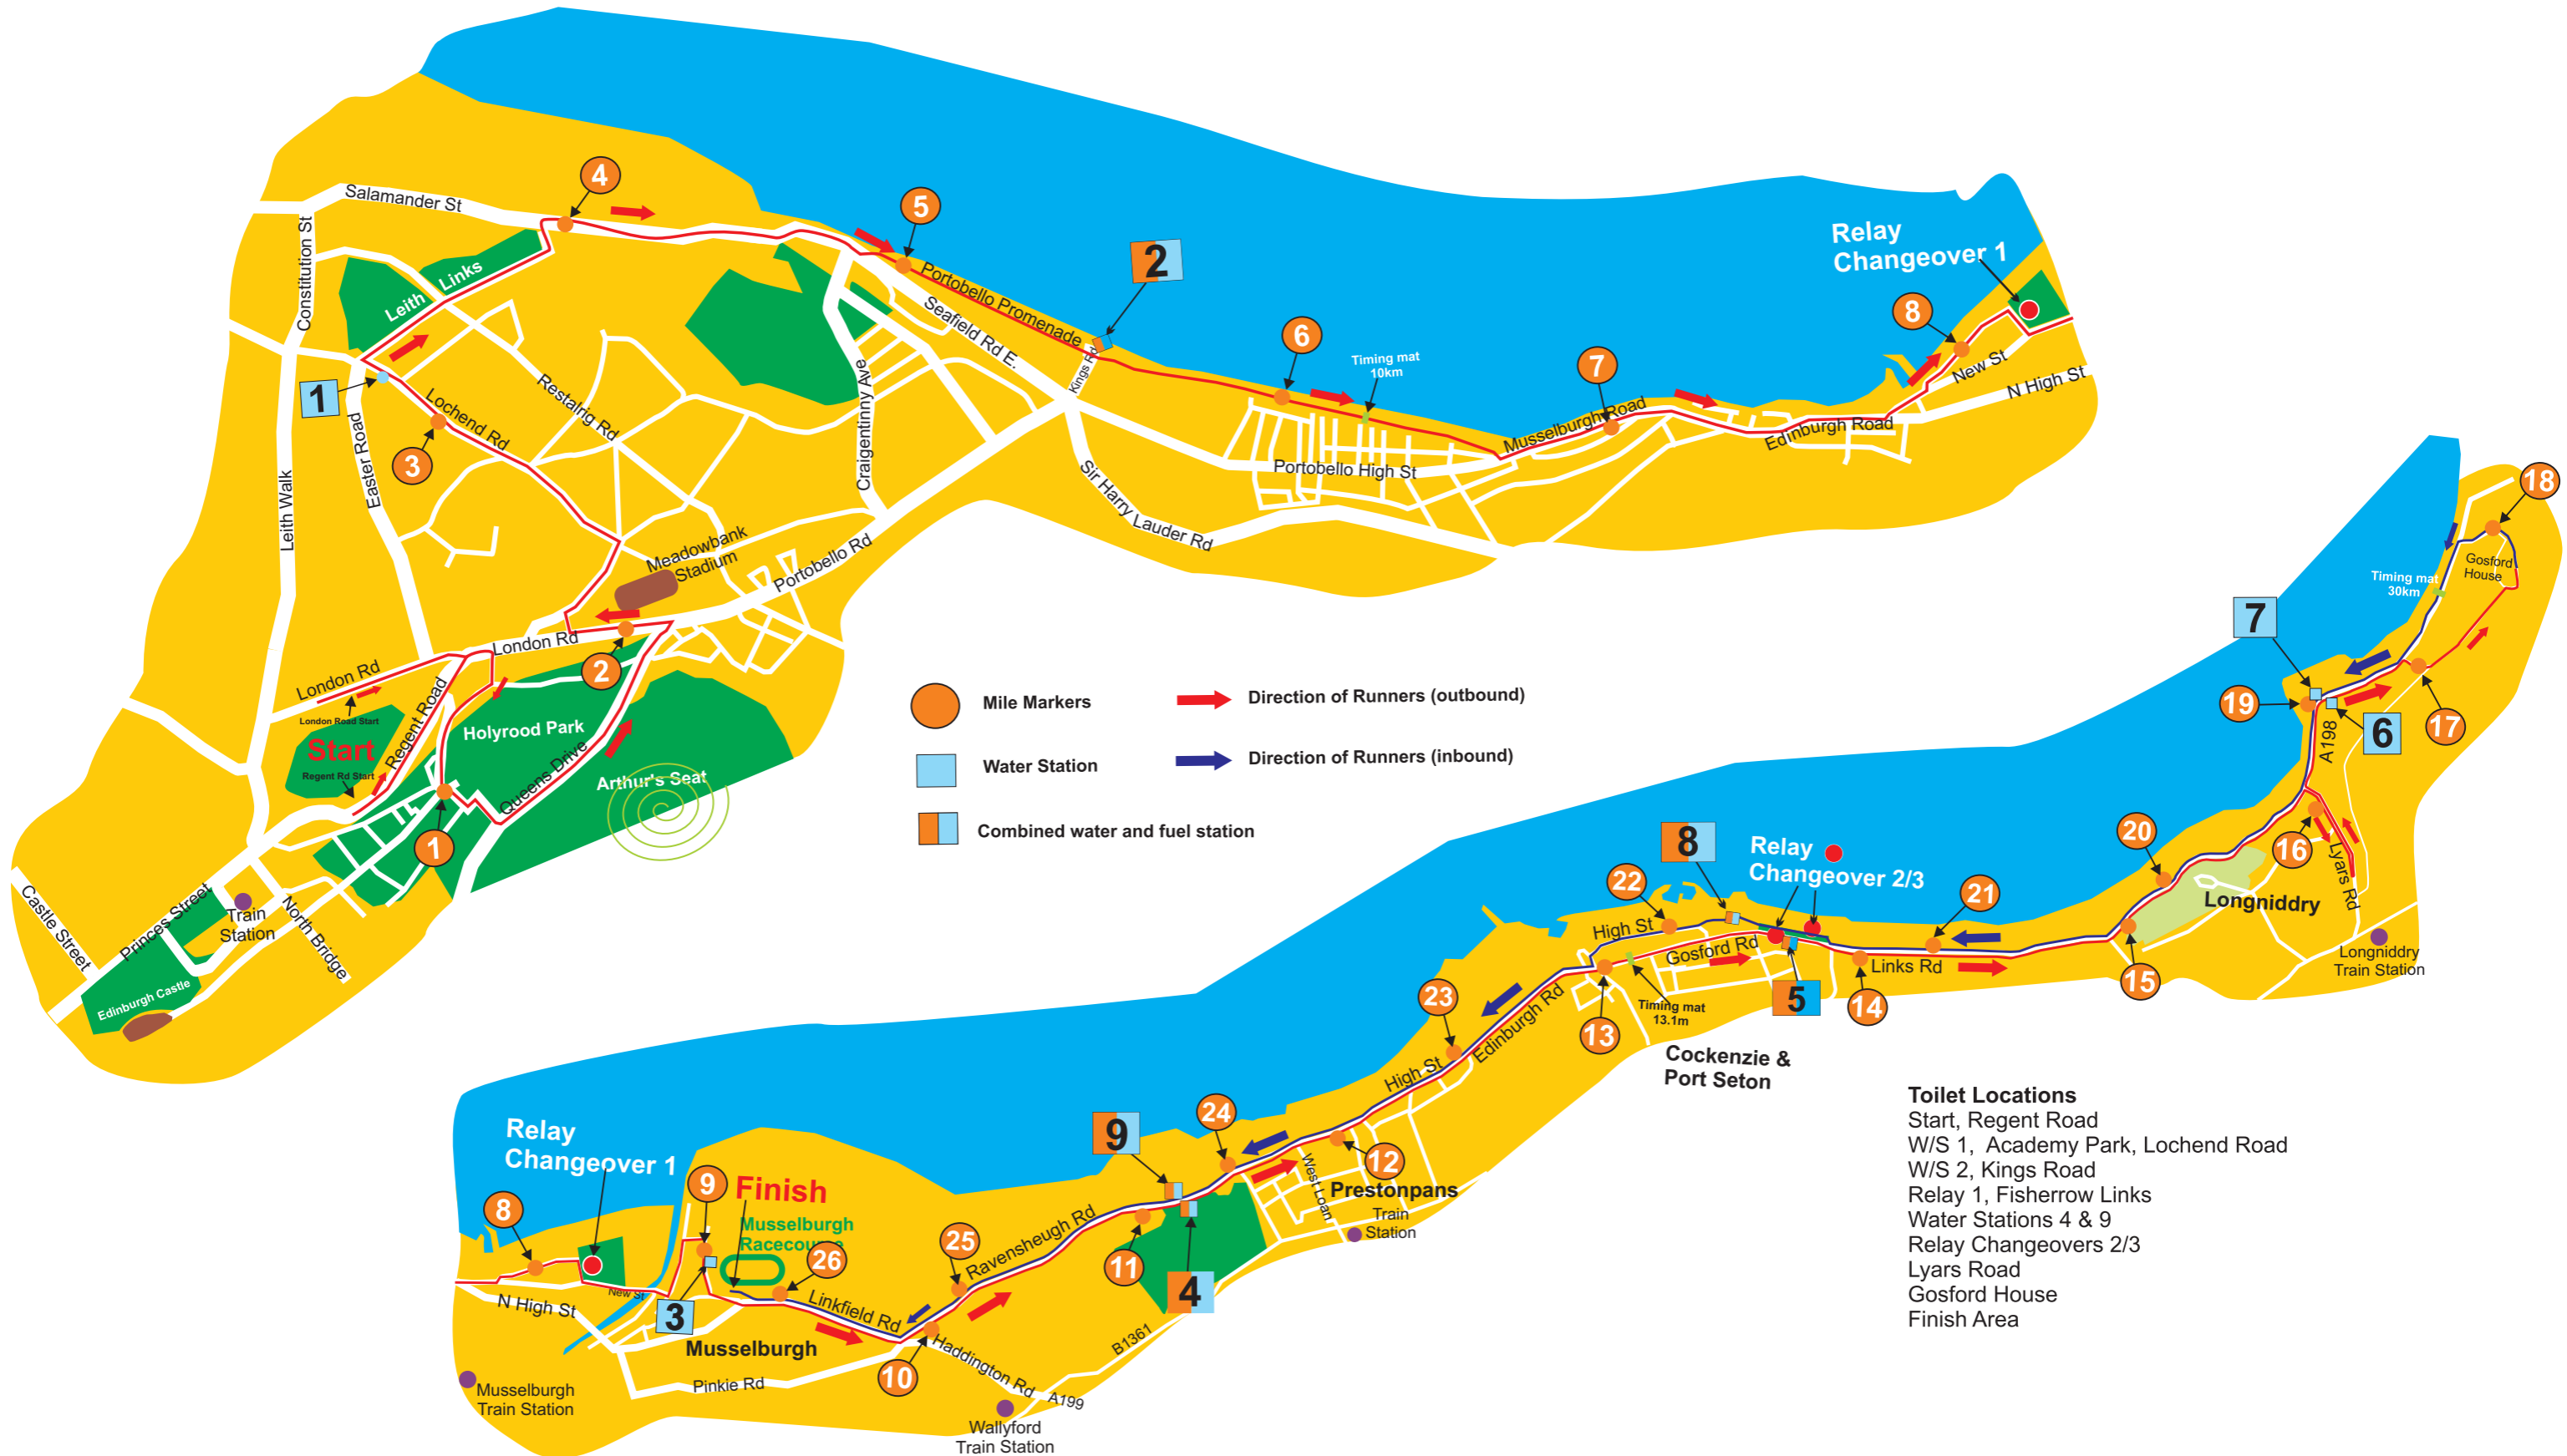 4
Salamander St
5
Constitution St
Leith
Links
Portobello Promenade
2
Relay
Changeover 1
Seafield Rd E.
Kings Rd
6
Timing mat
10km
8
New St
N High St
1
Lochend Rd
Restalrig Rd
7
Musselburgh Road
Edinburgh Road
3
Easter Road
Leith Walk
Craigentinny Ave
Portobello High St
Sir Harry Lauder Rd
Meadowbank
Stadium
Portobello Rd
London Rd
London Rd
2
London Road Start
Start
Regent Rd Start
Regent Road
Holyrood Park
Queens Drive
Arthur's Seat
1
Princes Street
Train
Station
North Bridge
Castle Street
Edinburgh Castle
Mile Markers
Direction of Runners (outbound)
Water Station
Direction of Runners (inbound)
Combined water and fuel station
18
Gosford
House
Timing mat
30km
7
19
6
17
A198
20
16
Lyars Rd
Longniddry
Longniddry
Train Station
8
Relay
Changeover 2/3
22
21
High St
Gosford Rd
Links Rd
15
5
14
Timing mat
13.1m
13
23
Edinburgh Rd
High St
Cockenzie &
Port Seton
9
24
12
West Loan
Prestonpans
Train
Station
Relay
Changeover 1
8
9
Finish
Musselburgh
Racecourse
26
25
Ravensheugh Rd
11
4
N High St
New St
3
Linkfield Rd
Musselburgh
10
Haddington Rd
B1361
Pinkie Rd
A199
Musselburgh
Train Station
Wallyford
Train Station
Toilet Locations
Start, Regent Road
W/S 1, Academy Park, Lochend Road
W/S 2, Kings Road
Relay 1, Fisherrow Links
Water Stations 4 & 9
Relay Changeovers 2/3
Lyars Road
Gosford House
Finish Area